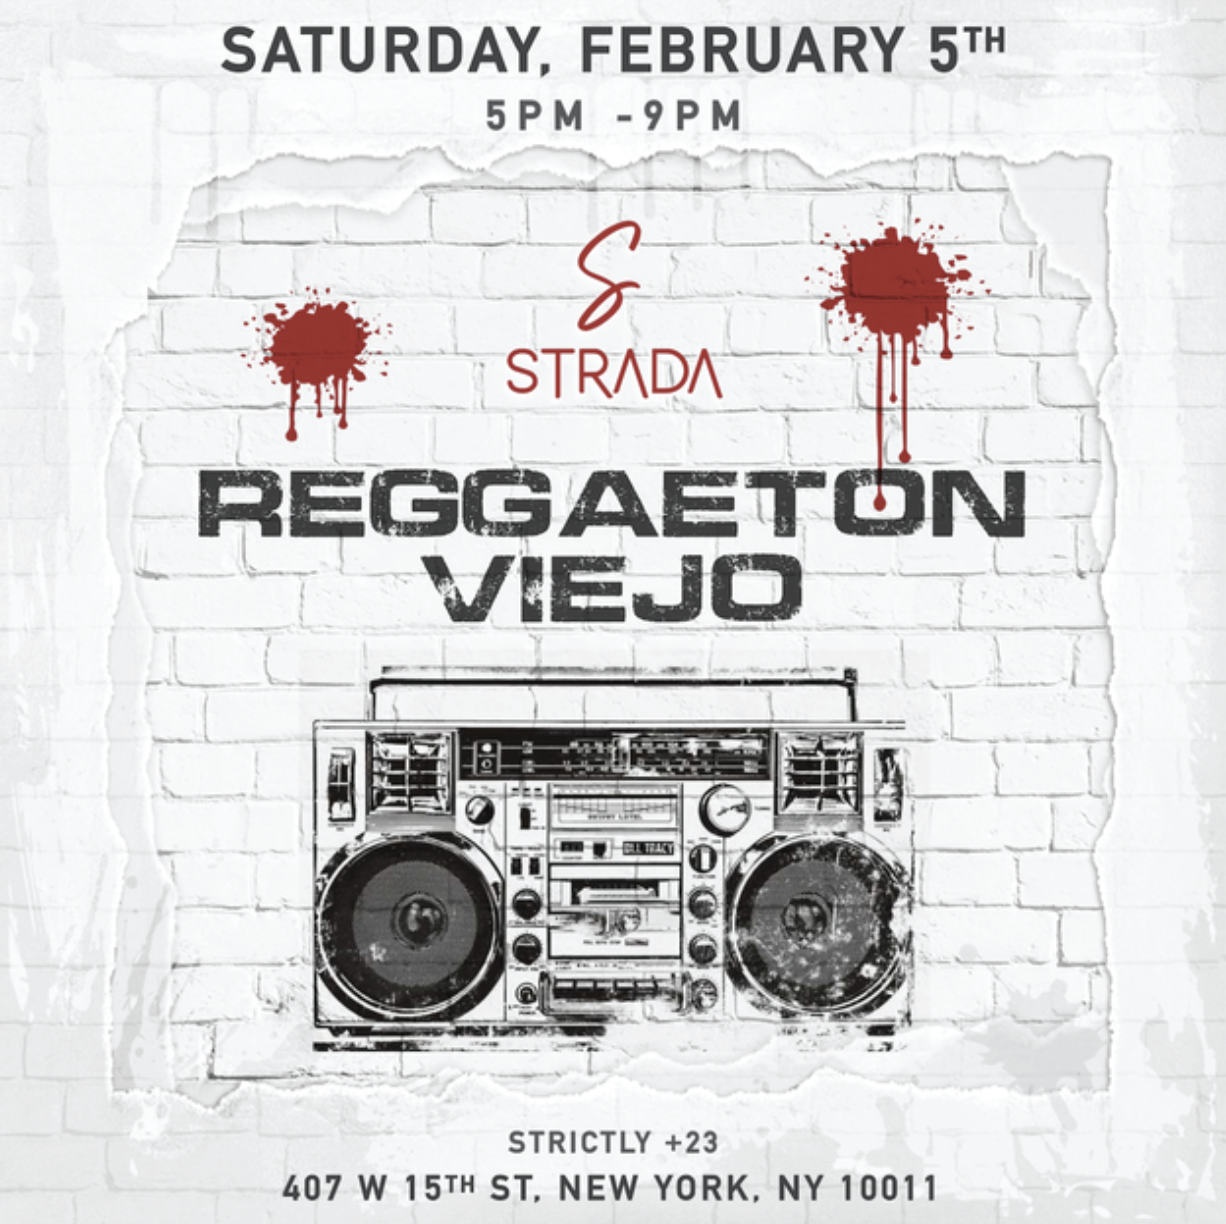 SATURDAY, FEBRUARY 5TH
5PM -9PM
STRADA
REGGAETON
VIEJO
STRICTLY +23
407 W 15TH ST, NEW YORK, NY 10011